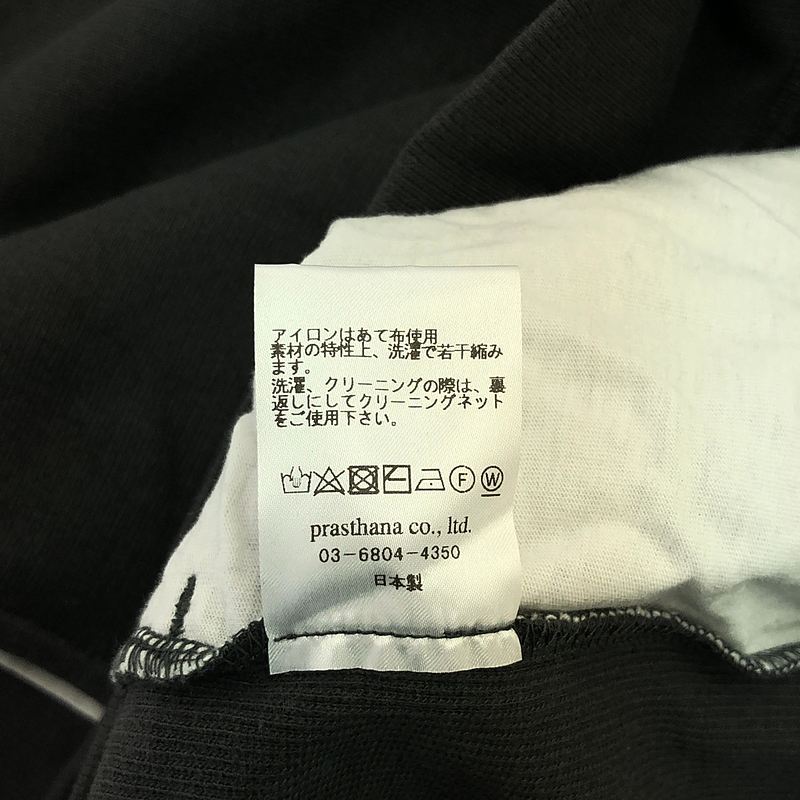 アイロンはあて布使用
素材の特性上、洗濯で若干縮み
ます。
洗濯、クリーニングの際は、裏
返しにしてクリーニングネット
をご使用下さい。
F W
prasthana co., ltd.
03-6804-4350
日本製